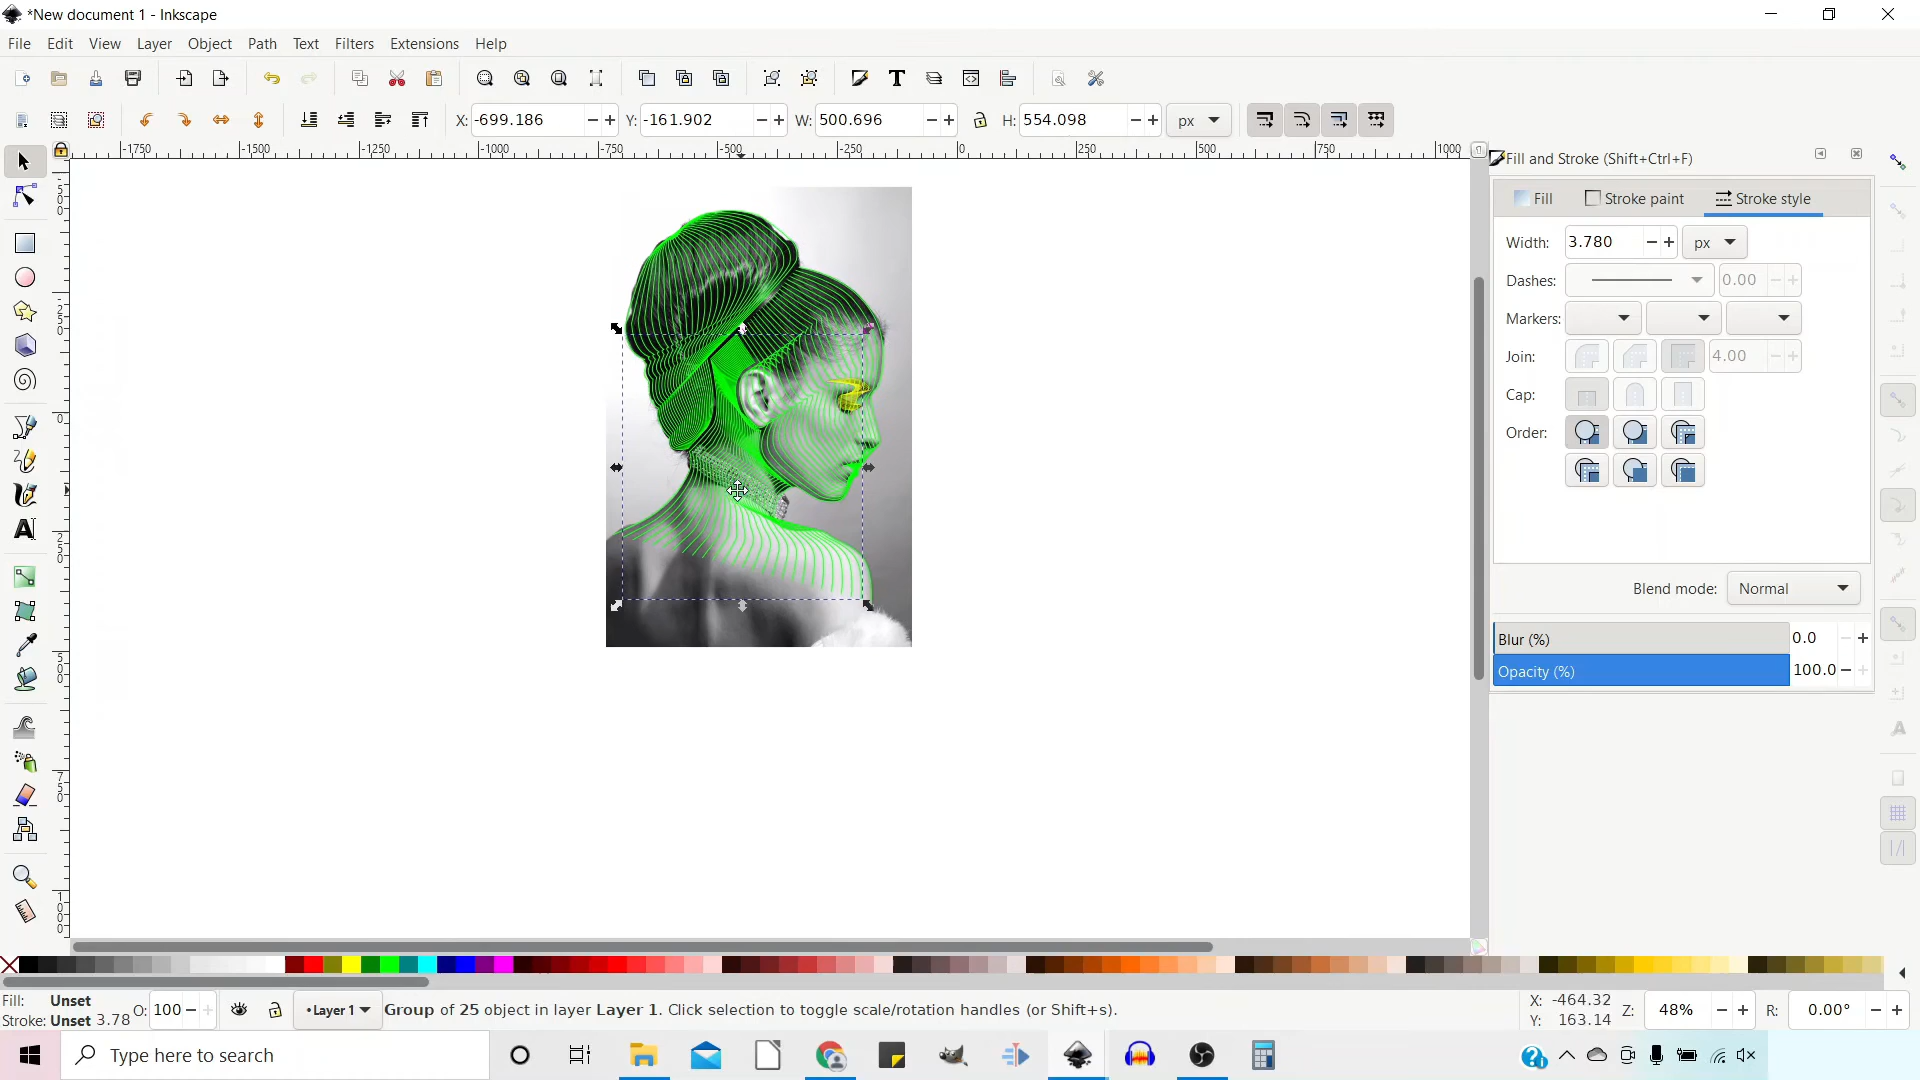 *New document 1 - Inkscape
File Edit View Layer Object Path Text Filters Extensions Help
X: -699.186 Y: -161.902 W: 500.696 H: 554.098 px
-1750 -1250 -1000 -750 -500 -250 0 250 500 750 1000
Fill and Stroke (Shift+Ctrl+F)
Fill Stroke paint Stroke style
Width: 3.780 px
Dashes: 0.00
Markers:
Join: 4.00
Cap:
Order:
Blend mode: Normal
Blur (%) 0.0
Opacity (%) 100.0
Fill: Unset
Stroke: Unset 3.78 O: 100 •Layer 1 Group of 25 object in layer Layer 1. Click selection to toggle scale/rotation handles (or Shift+s). X: -464.32 Y: 163.14 Z: 48% R: 0.00°
Type here to search